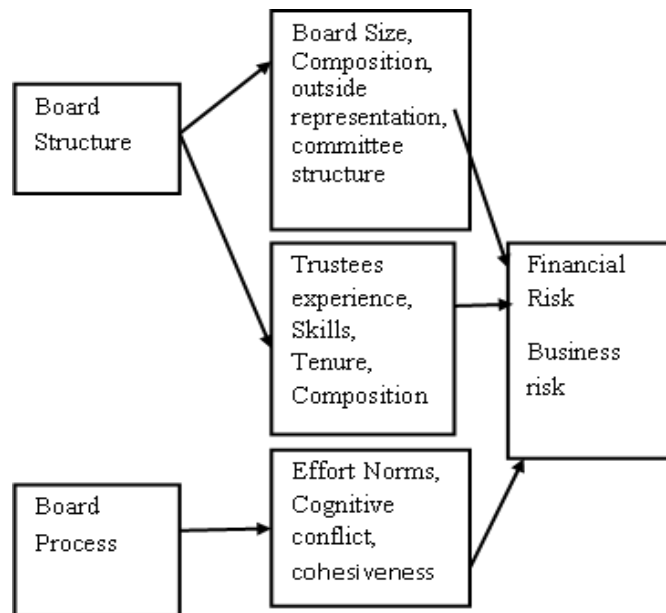 Board
Structure
Board Size,
Composition,
outside
representation,
committee
structure
Trustees
experience,
Skills,
Tenure,
Composition
Financial
Risk
Business
risk
Board
Process
Effort Norms,
Cognitive
conflict,
cohesiveness